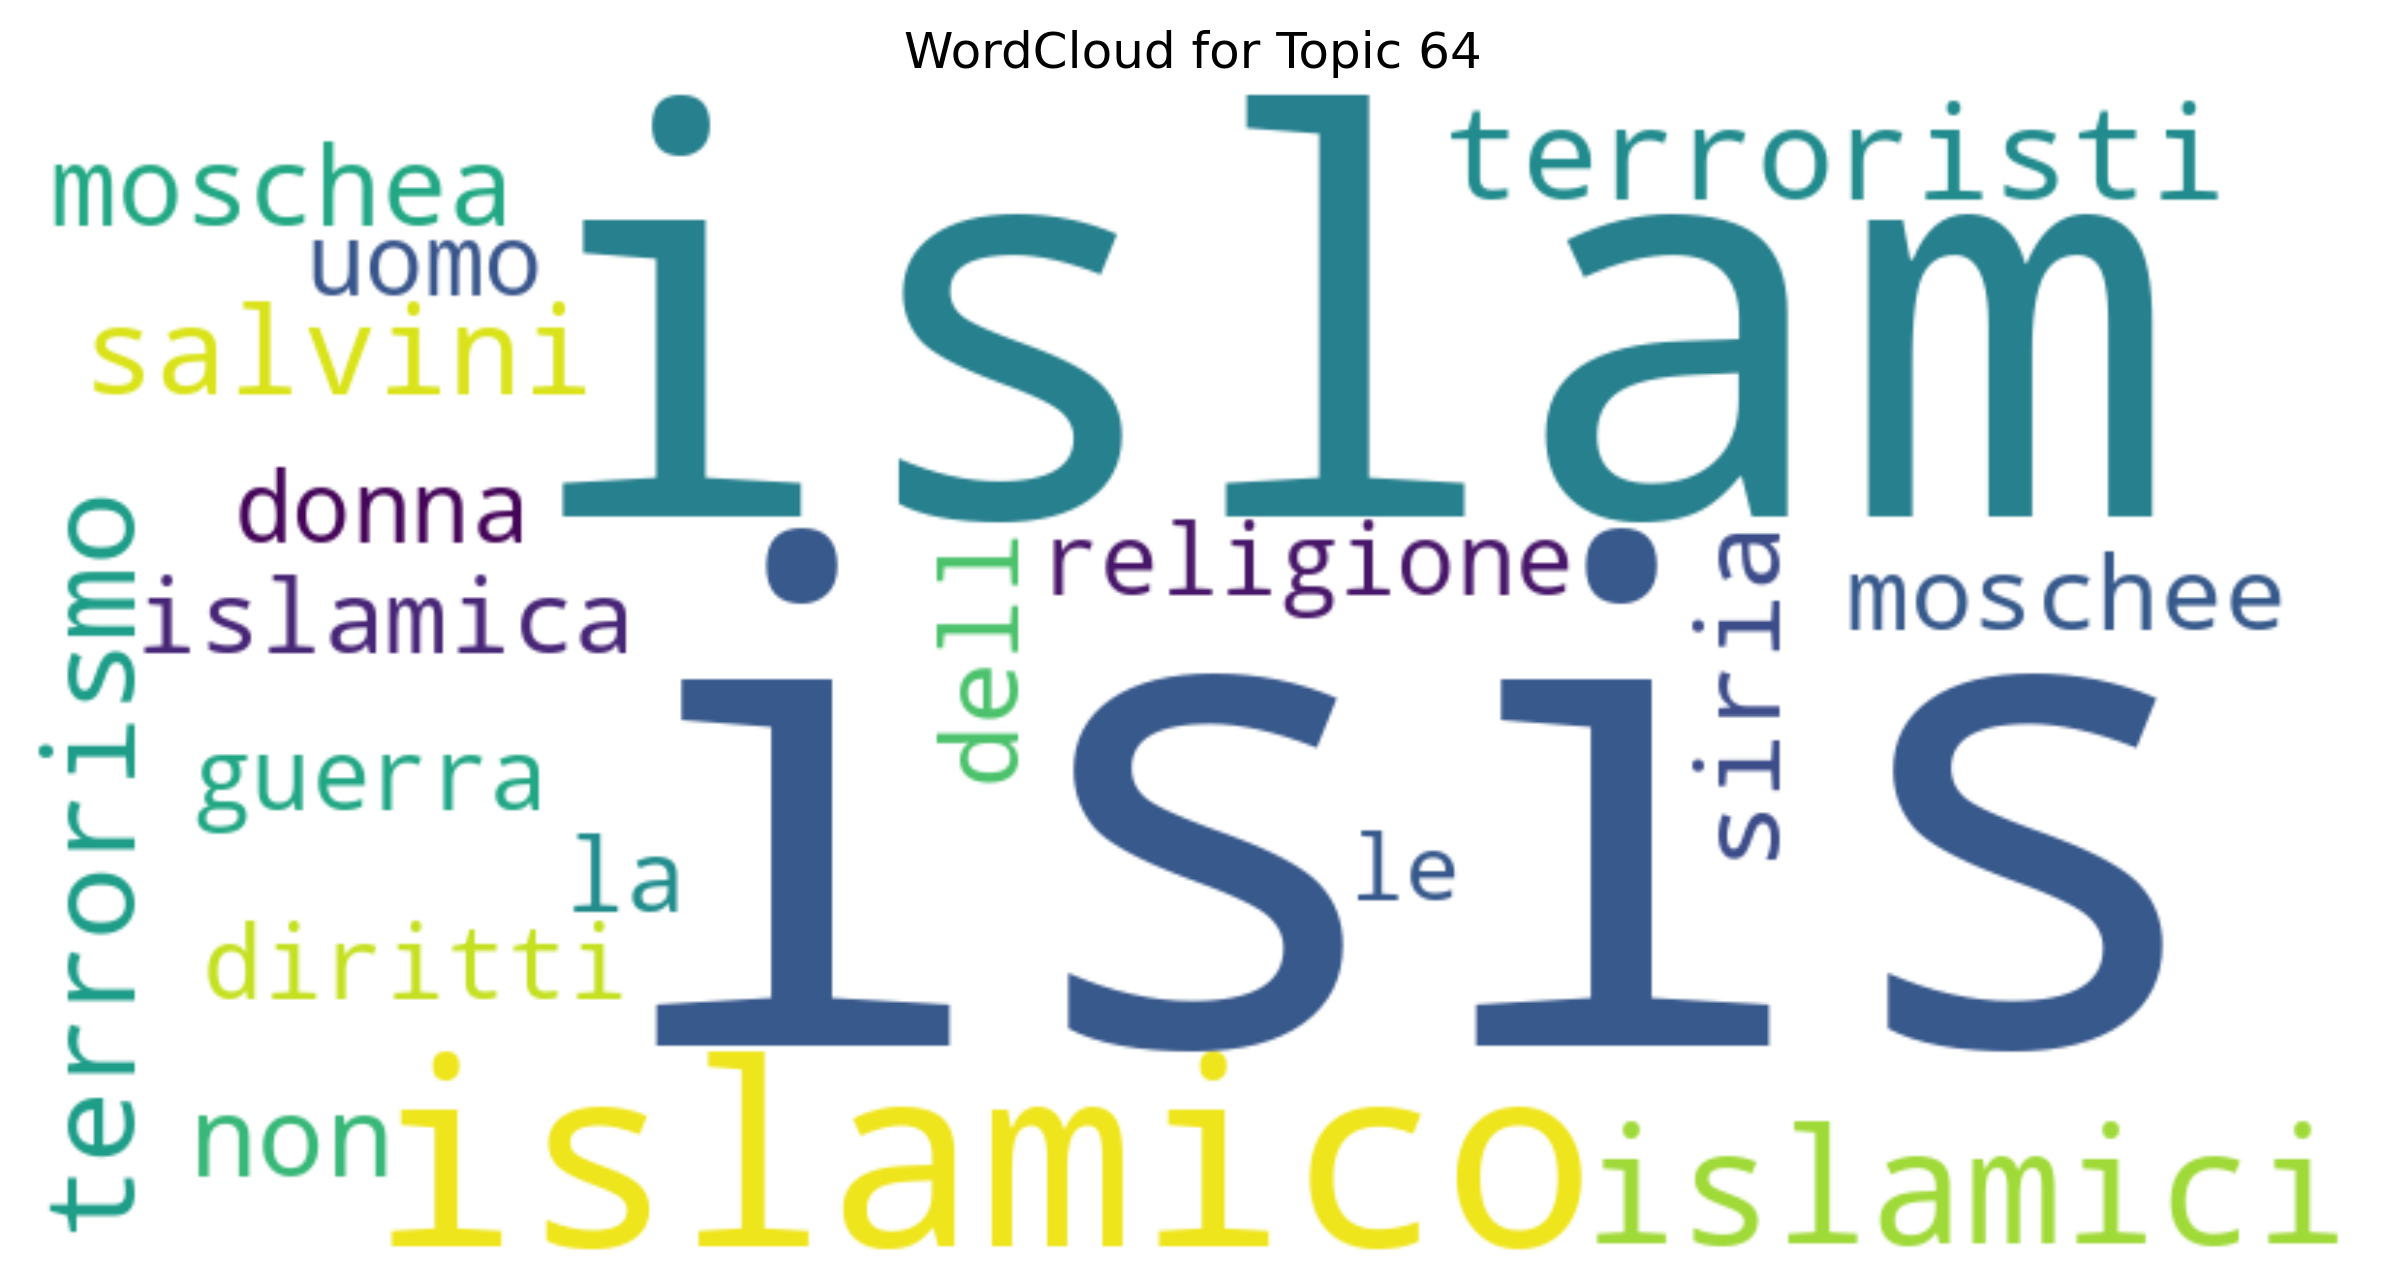 WordCloud for Topic 64
islam
terroristi
moschea
uomo
salvini
donna
religione
dell
siria
moschee
islamica
terrorismo
isis
guerra
la
le
diritti
non
islamico
islamici